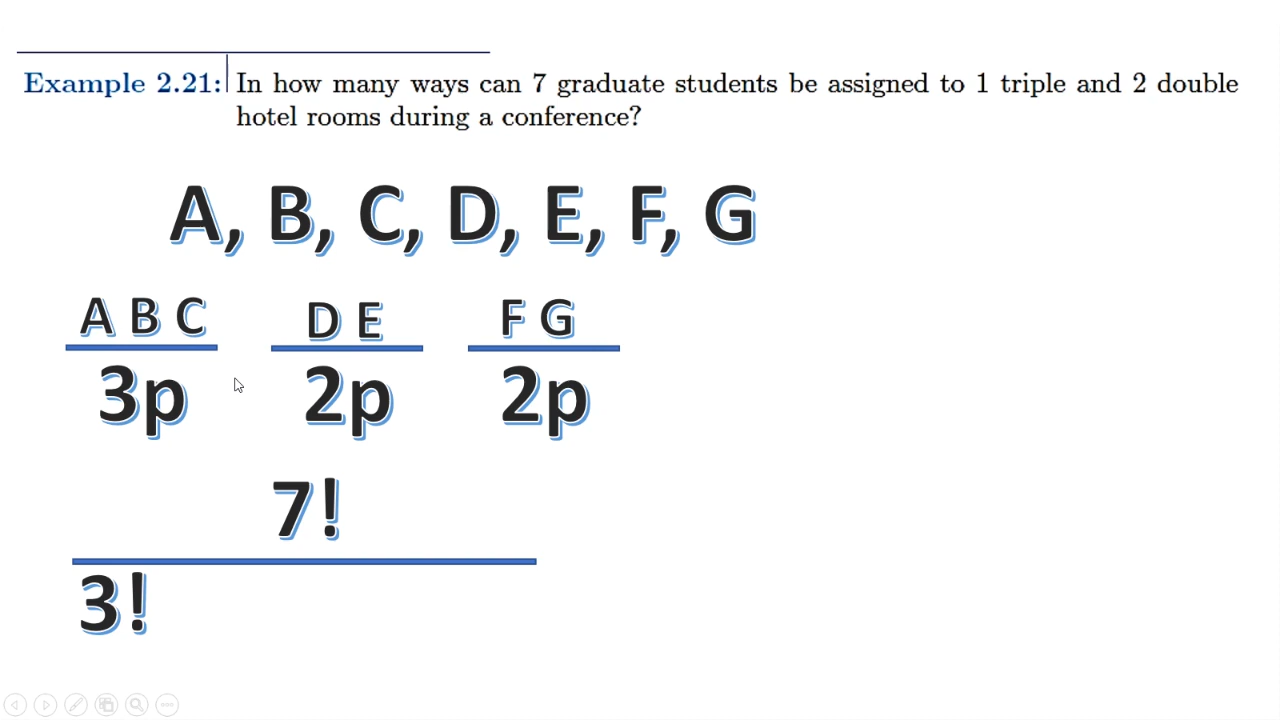 Example 2.21: In how many ways can 7 graduate students be assigned to 1 triple and 2 double
hotel rooms during a conference?
A, B, C, D, E, F, G
A B C D E F G
3p 2p 2p
7!
3!